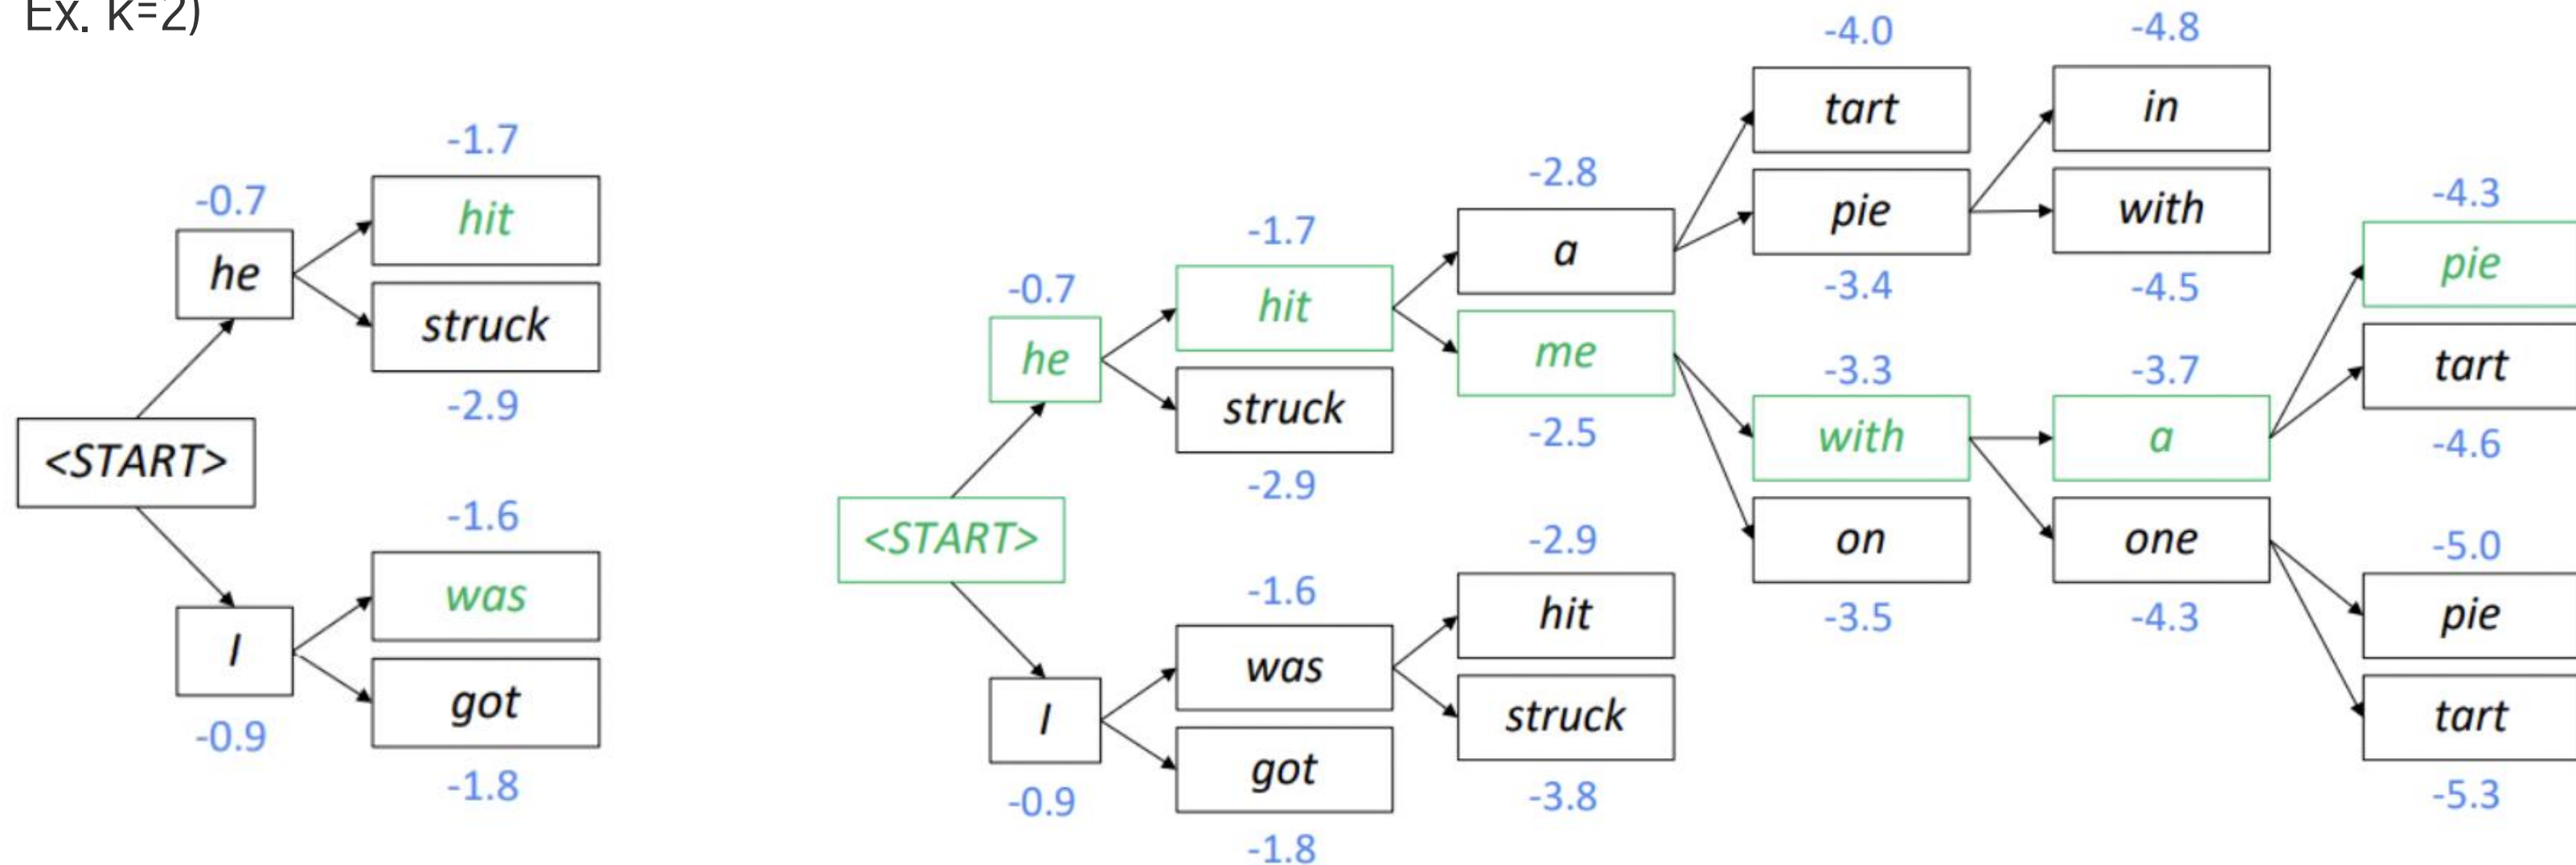 Ex. k=2)
-1.7
-0.7
hit
he
struck
-2.9
<START>
-1.6
was
I
got
-0.9
-1.8
-4.0
-4.8
tart
in
-2.8
pie
with
-4.3
-1.7
a
pie
-0.7
hit
-3.4
-4.5
he
me
-3.3
-3.7
tart
struck
-2.5
with
a
-4.6
-2.9
<START>
-2.9
on
one
-5.0
-1.6
hit
-3.5
-4.3
pie
was
I
struck
tart
got
-0.9
-3.8
-5.3
-1.8